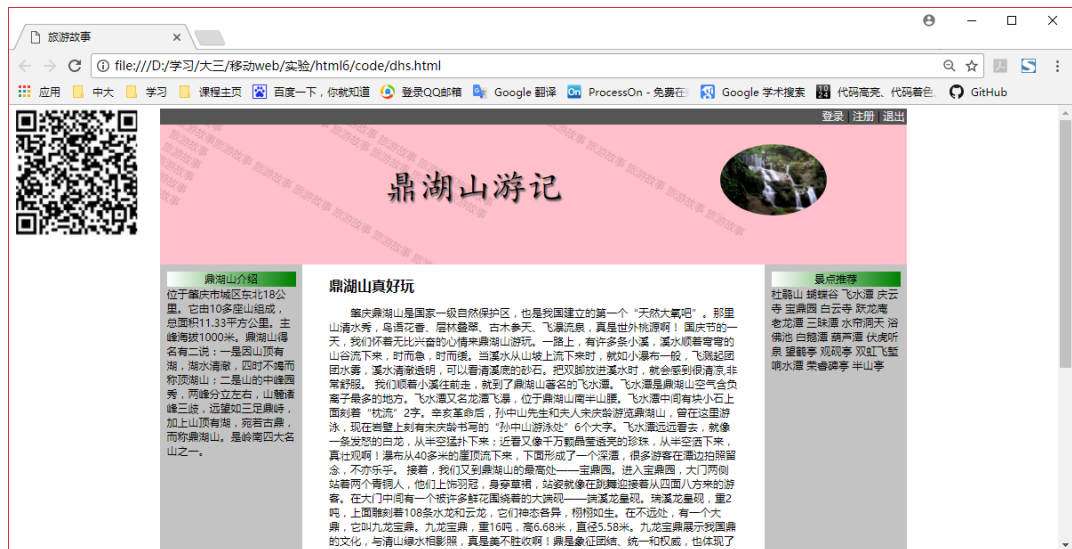 旅游故事
file:///D:/学习/大三/移动web/实验/html6/code/dhs.html
应用 中大 学习 课程主页 百度一下，你就知道 登录QQ邮箱 Google 翻译 On ProcessOn - 免费在 Google 学术搜索 代码高亮、代码着色 GitHub
登录 | 注册 | 退出
旅游故事 旅游故事 旅游故事 旅游故事 旅游故事 旅游故事
鼎湖山游记
鼎湖山介绍
位于肇庆市城区东北18公
里。它由10多座山组成，
总面积11.33平方公里。主
峰海拔1000米。鼎湖山得
名有二说：一是因山顶有
湖，湖水清澈，四时不竭而
称顶湖山；二是山的中峰圆
秀，两峰分立左右，山麓诸
峰三歧，远望如三足鼎峙，
加上山顶有湖，宛若古鼎，
而称鼎湖山。是岭南四大名
山之一。
鼎湖山真好玩
肇庆鼎湖山是国家一级自然保护区，也是我国建立的第一个“天然大氧吧”。那里
山清水秀，鸟语花香、层林叠翠、古木参天、飞瀑流泉，真是世外桃源啊！ 国庆节的一
天，我们怀着无比兴奋的心情来鼎湖山游玩。一路上，有许多条小溪，溪水顺着弯弯的
山谷流下来，时而急，时而缓。当溪水从山坡上流下来时，就如小瀑布一般，飞溅起团
团水雾，溪水清澈透明，可以看清溪底的砂石。把双脚放进溪水时，就会感到很清凉,非
常舒服。 我们顺着小溪往前走，就到了鼎湖山著名的飞水潭。飞水潭是鼎湖山空气含负
离子最多的地方。飞水潭又名龙潭飞瀑，位于鼎湖山南半山腰。飞水潭中间有块小石上
面刻着“枕流”2字。辛亥革命后，孙中山先生和夫人宋庆龄游览鼎湖山，曾在这里游
泳，现在岩壁上刻有宋庆龄书写的“孙中山游泳处”6个大字。飞水潭远远看去，就像
一条发怒的白龙，从半空猛扑下来；近看又像千万颗晶莹透亮的珍珠，从半空洒下来，
真壮观啊！瀑布从40多米的崖顶流下来，下面形成了一个深潭，很多游客在潭边拍照留
念，不亦乐乎。 接着，我们又到鼎湖山的最高处——宝鼎园。进入宝鼎园，大门两侧
站着两个青铜人，他们上饰羽冠，身穿草裙，站姿就像在跳舞迎接着从四面八方来的游
客。在大门中间有一个被许多鲜花围绕着的大端砚——端溪龙皇砚。瑞溪龙皇砚，重2
吨，上面雕刻着108条水龙和云龙，它们神态各异，栩栩如生。在不远处，有一个大
鼎，它叫九龙宝鼎。九龙宝鼎，重16吨，高6.68米，直径5.58米。九龙宝鼎展示我国鼎
的文化，与清山绿水相影照，真是美不胜收啊！鼎是象征团结、统一和权威，也体现了
景点推荐
杜鹃山 蝴蝶谷 飞水潭 庆云
寺 宝鼎园 白云寺 跃龙庵
老龙潭 三昧潭 水帘洞天 浴
佛池 白鹅潭 葫芦潭 伏虎听
泉 望鹤亭 观砚亭 双虹飞堑
响水潭 荣睿碑亭 半山亭